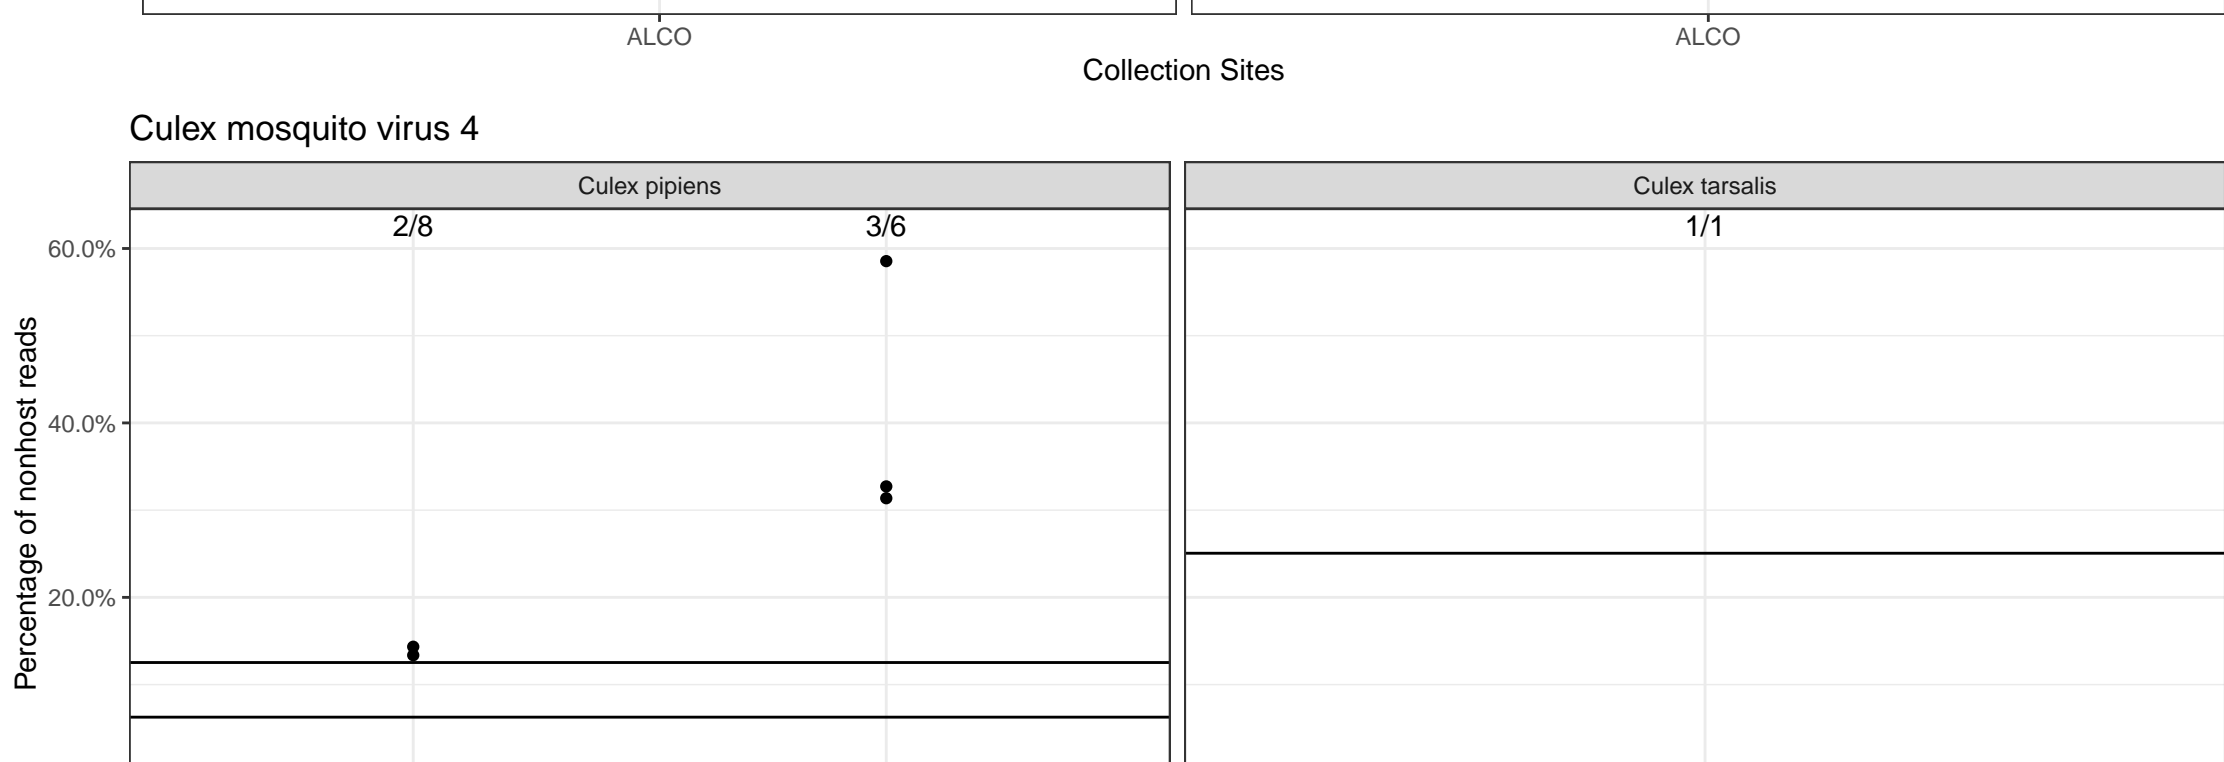 ALCO ALCO
Collection Sites
Culex mosquito virus 4
Culex pipiens Culex tarsalis
2/8 3/6 1/1
60.0%
40.0%
20.0%
Percentage of nonhost reads